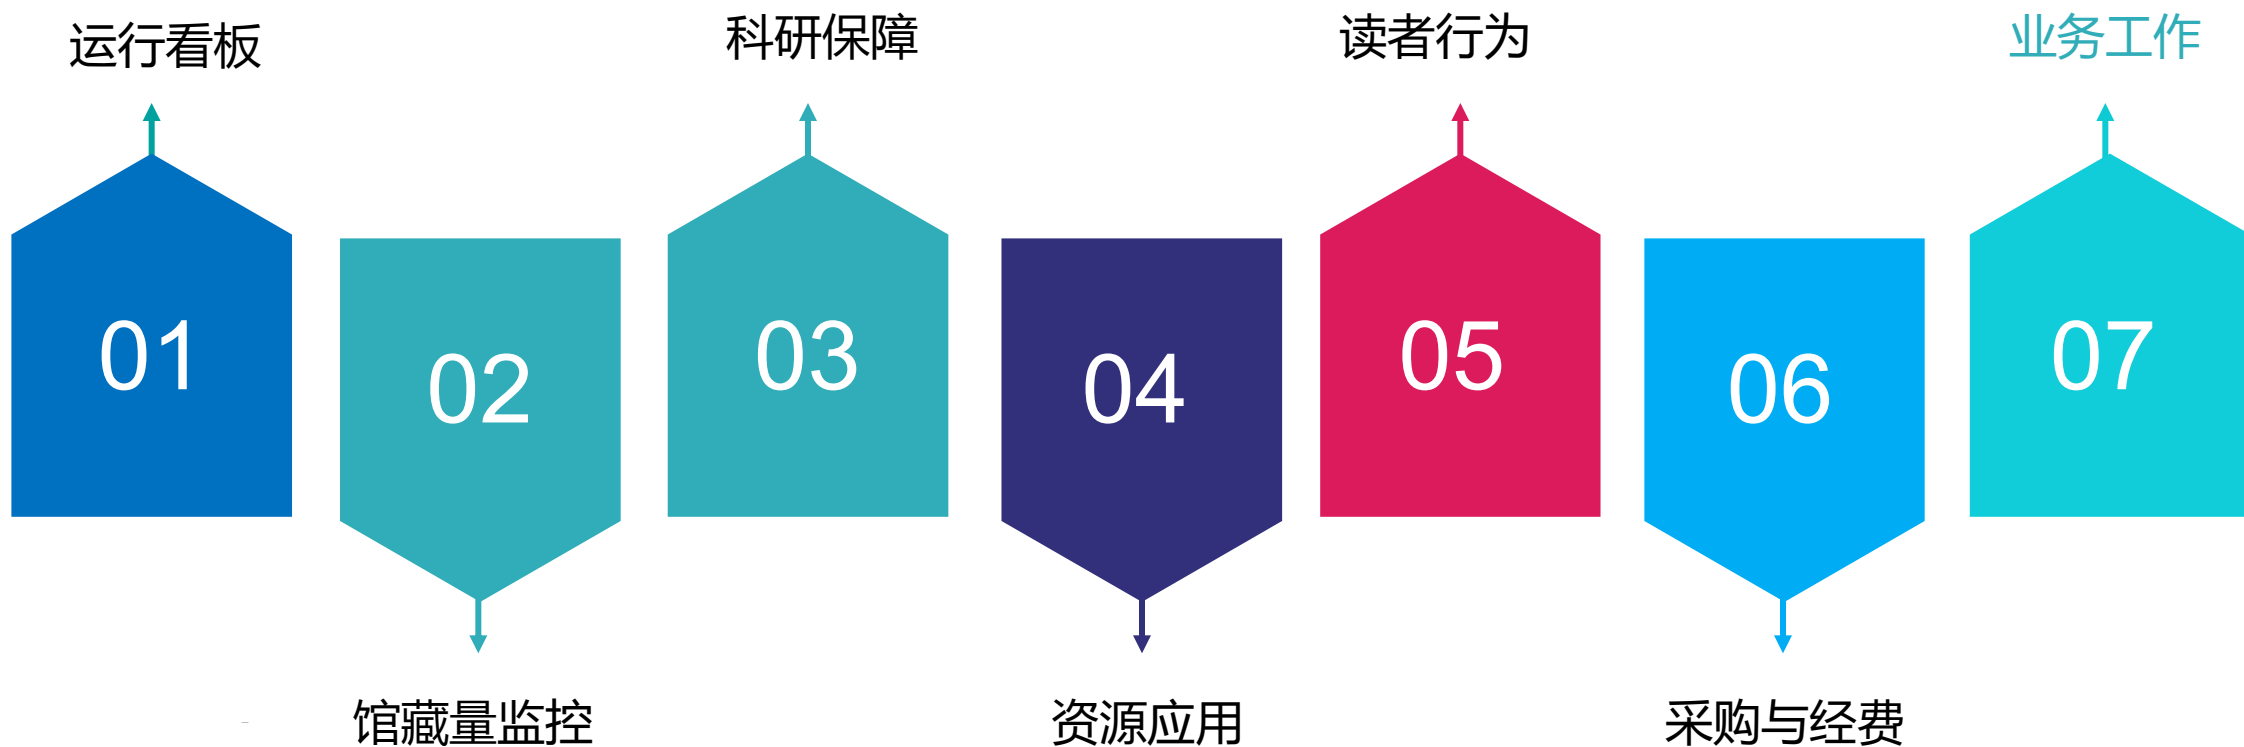 运行看板
科研保障
读者行为
业务工作
01
02
03
04
05
06
07
馆藏量监控
资源应用
采购与经费